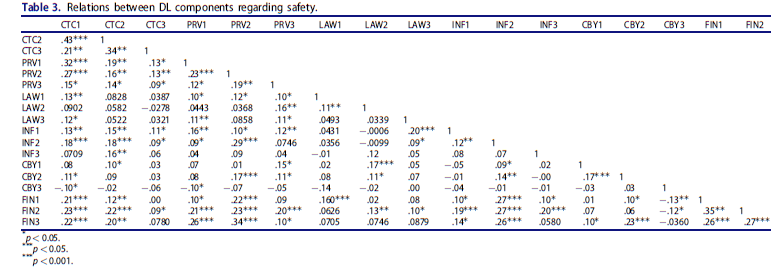 Table 3. Relations between DL components regarding safety.
CTC1 CTC2 CTC3 PRV1 PRV2 PRV3 LAW1 LAW2 LAW3 INF1 INF2 INF3 CBY1 CBY2 CBY3 FIN1 FIN2
CTC2 .43*** 1
CTC3 .21** .34** 1
PRV1 .32*** .19** .13* 1
PRV2 .27*** .16** .13** .23*** 1
PRV3 .15* .14* .09* .12* .19** 1
LAW1 .13** .0828 .0387 .10* .12* .10* 1
LAW2 .0902 .0582 −.0278 .0443 .0368 .16** .11** 1
LAW3 .12* .0522 .0321 .11** .0858 .11* .0493 .0339 1
INF1 .13** .15** .11* .16** .10* .12** .0431 −.0006 .20*** 1
INF2 .18*** .18*** .09* .09* .29*** .0746 .0356 −.0099 .09* .12** 1
INF3 .0709 .16** .06 .04 .09 .04 −.01 .12 .05 .08 .07 1
CBY1 .08 .10* .03 .07 .01 .15* .02 .17*** .05 −.05 .09* .02 1
CBY2 .11* .09 .03 .08 .17*** .11* .08 .11* .07 −.01 .14** −.00 .17*** 1
CBY3 −.10* −.02 −.06 −.10* −.07 −.05 −.14 −.02 .00 −.04 −.01 −.01 −.03 .03 1
FIN1 .21*** .12** .00 .10* .22*** .09 .160*** .02 .08 .10* .27*** .10* .01 .10* −.13** 1
FIN2 .23*** .22*** .09* .21*** .23*** .20*** .0626 .13** .10* .19*** .27*** .20*** .07 .06 −.12* .35** 1
FIN3 .22*** .20** .0780 .26*** .34*** .10* .0705 .0746 .0879 .14* .26*** .0580 .10* .23*** −.0360 .26*** .27***
*p < 0.05.
***p < 0.05.
***p < 0.001.